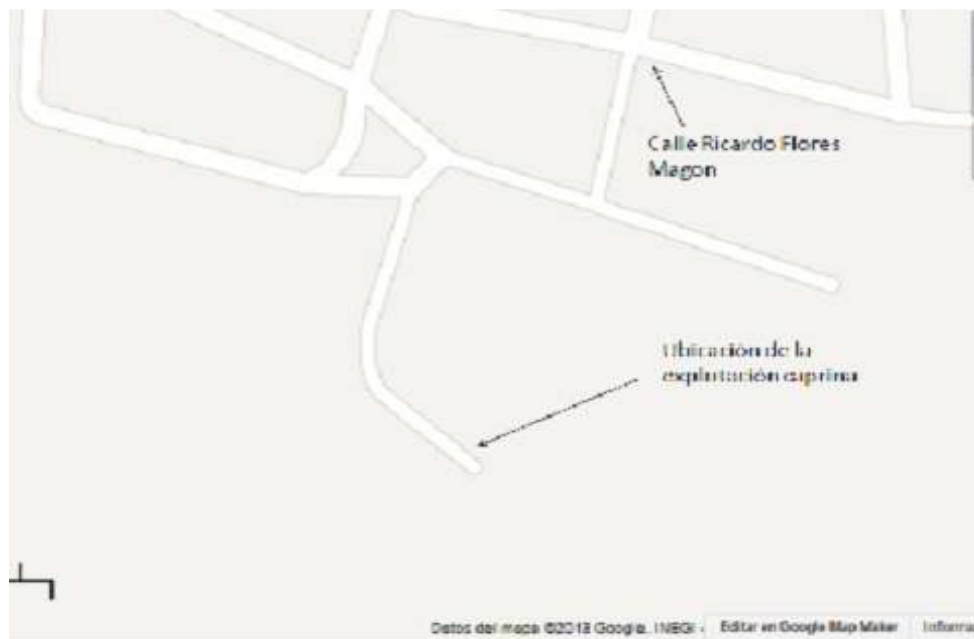 Calle Ricardo Flores
Magon
Ubicación de la
explotación caprina
Datos del mapa ©2013 Google, INEGI - Editar en Google Map Maker Informa